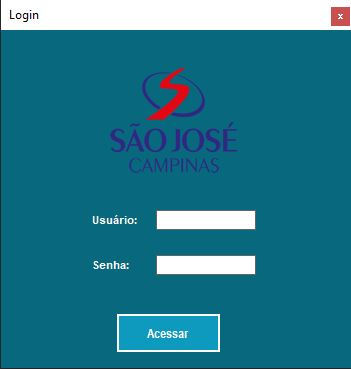 Login
x
SÃO JOSÉ
CAMPINAS
Usuário:
Senha:
Acessar